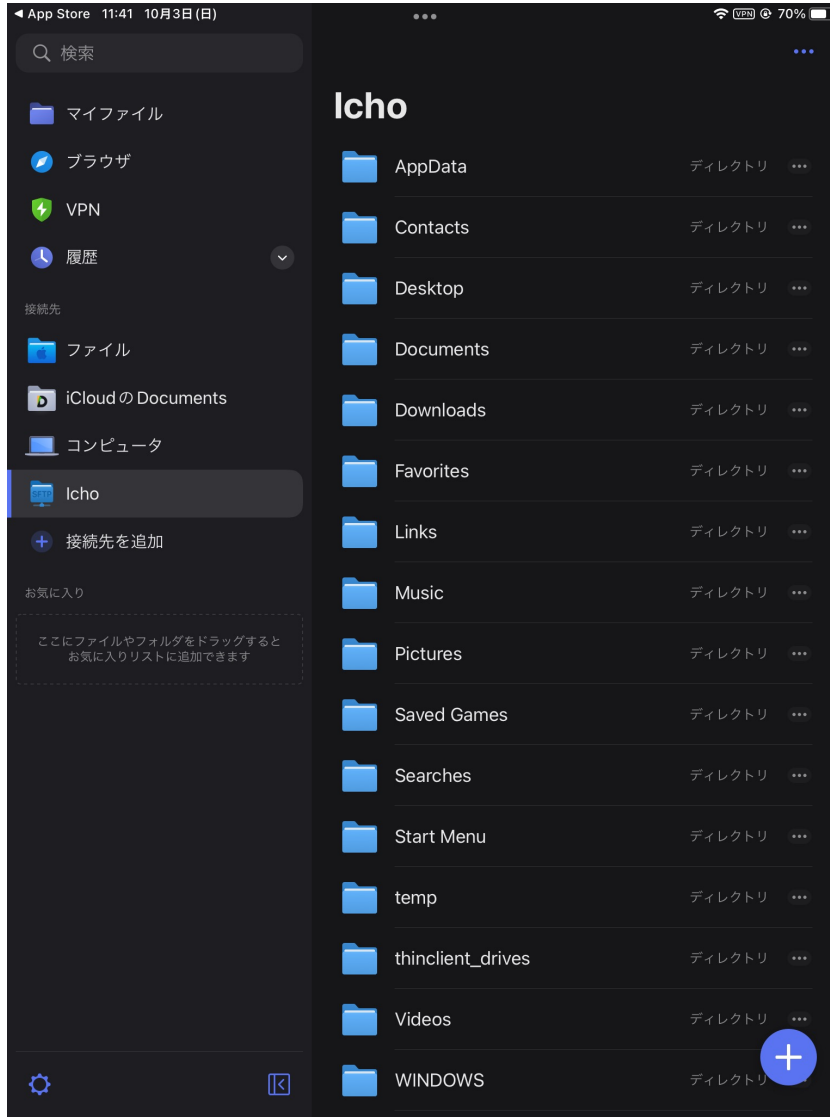 ◀ App Store 11:41 10月3日(日)
VPN 70%
検索
マイファイル
ブラウザ
VPN
履歴
接続先
ファイル
iCloudのDocuments
コンピュータ
SFTP
Icho
接続先を追加
お気に入り
ここにファイルやフォルダをドラッグすると
お気に入りリストに追加できます
Icho
AppData ディレクトリ
Contacts ディレクトリ
Desktop ディレクトリ
Documents ディレクトリ
Downloads ディレクトリ
Favorites ディレクトリ
Links ディレクトリ
Music ディレクトリ
Pictures ディレクトリ
Saved Games ディレクトリ
Searches ディレクトリ
Start Menu ディレクトリ
temp ディレクトリ
thinclient_drives ディレクトリ
Videos ディレクトリ
WINDOWS ディレクトリ